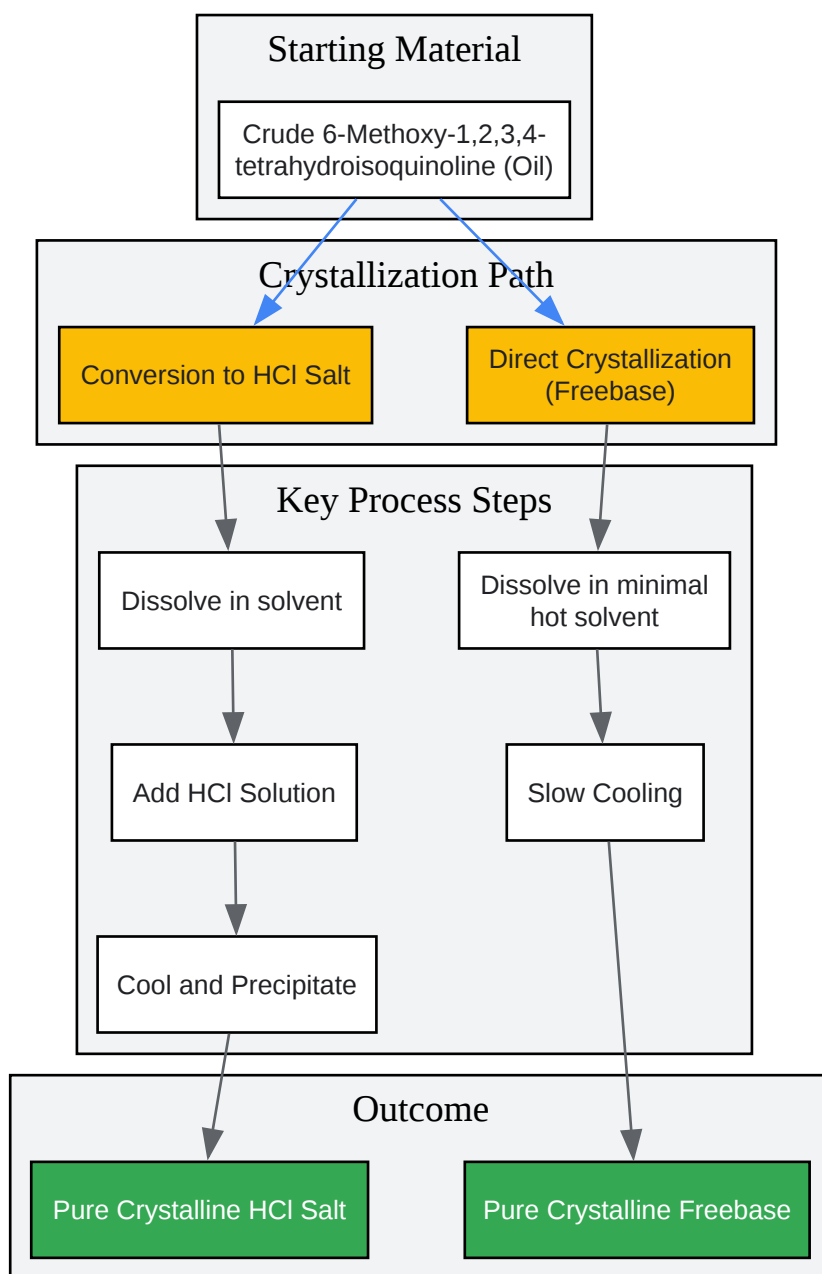 Starting Material
Crude 6-Methoxy-1,2,3,4-
tetrahydroisoquinoline (Oil)
Crystallization Path
Conversion to HCl Salt
Direct Crystallization
(Freebase)
Key Process Steps
Dissolve in solvent
Dissolve in minimal
hot solvent
Add HCl Solution
Slow Cooling
Cool and Precipitate
Outcome
Pure Crystalline HCl Salt
Pure Crystalline Freebase